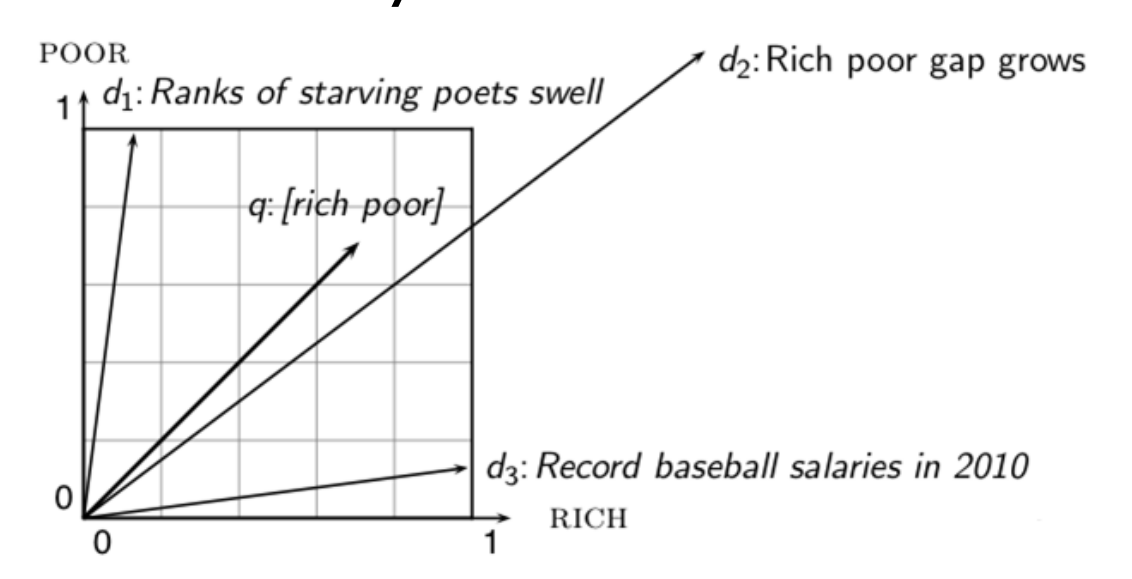 POOR
d₂: Rich poor gap grows
1
d₁: Ranks of starving poets swell
q: [rich poor]
d₃: Record baseball salaries in 2010
0
RICH
0
1